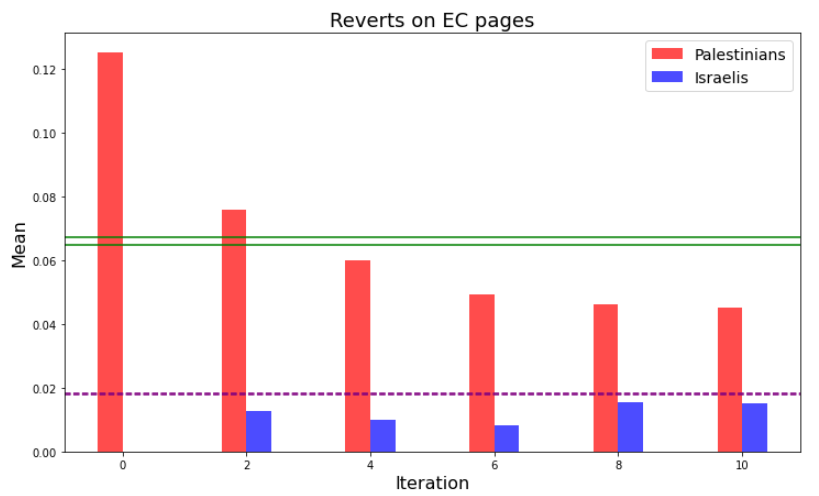 Reverts on EC pages
Palestinians
Israelis
Mean
0.12
0.10
0.08
0.06
0.04
0.02
0.00
0 2 4 6 8 10
Iteration